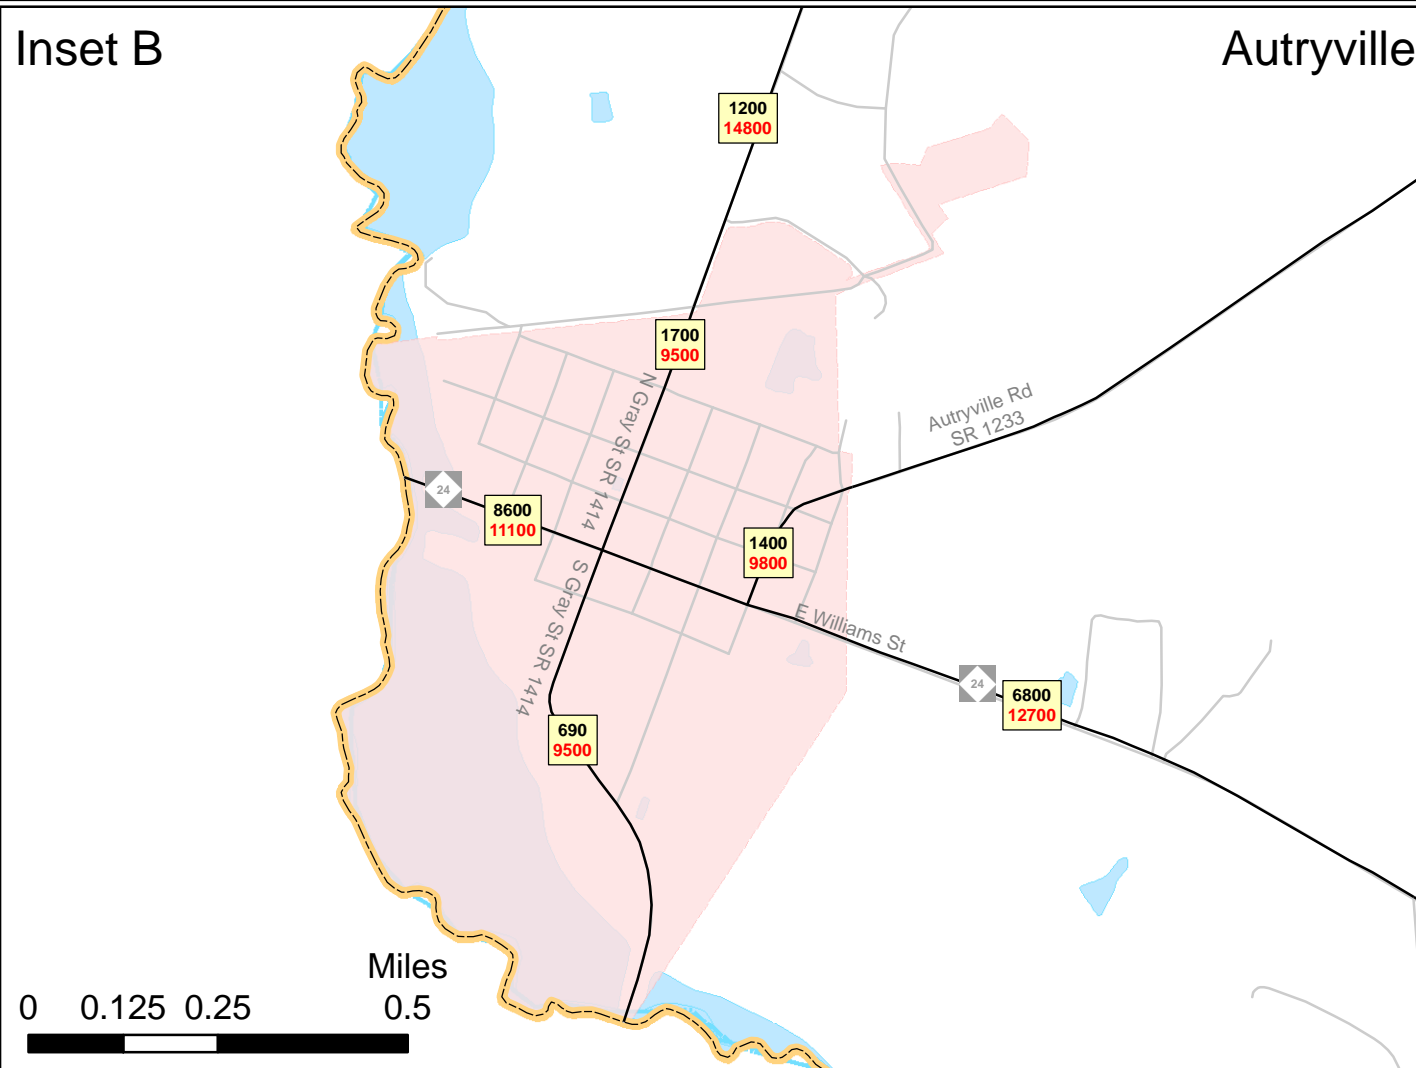 Inset B
Autryville
1200
14800
1700
9500
N Gray St SR 1414
Autryville Rd
SR 1233
24
8600
11100
1400
9800
S Gray St SR 1414
E Williams St
24
6800
12700
690
9500
Miles
0 0.125 0.25 0.5